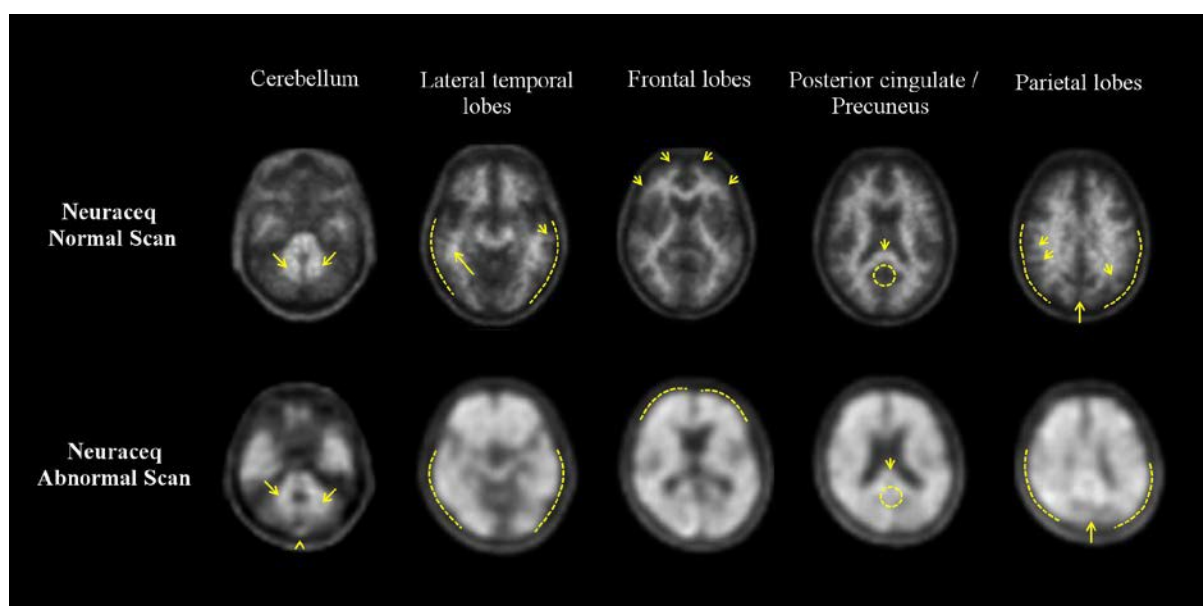 Cerebellum
Lateral temporal
lobes
Frontal lobes
Posterior cingulate /
Precuneus
Parietal lobes
Neuraceq
Normal Scan
Neuraceq
Abnormal Scan